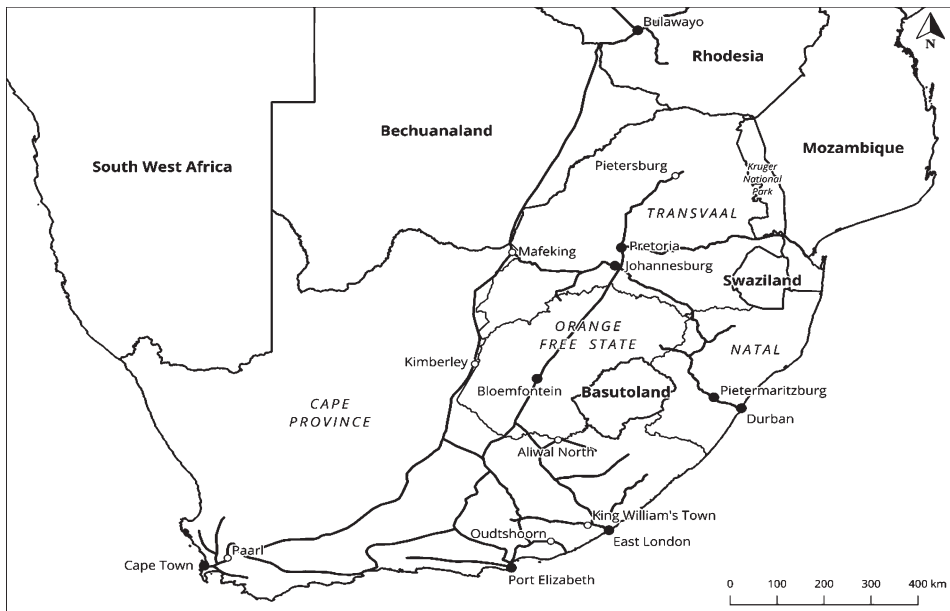 Bulawayo
N
Rhodesia
Bechuanaland
Mozambique
South West Africa
Pietersburg
Kruger
National
Park
TRANSVAAL
Pretoria
Mafeking
Johannesburg
Swaziland
ORANGE
FREE STATE
NATAL
Kimberley
Bloemfontein
Basutoland
Pietermaritzburg
CAPE
PROVINCE
Durban
Aliwal North
King William's Town
Oudtshoorn
East London
Paarl
Cape Town
Port Elizabeth
0 100 200 300 400 km